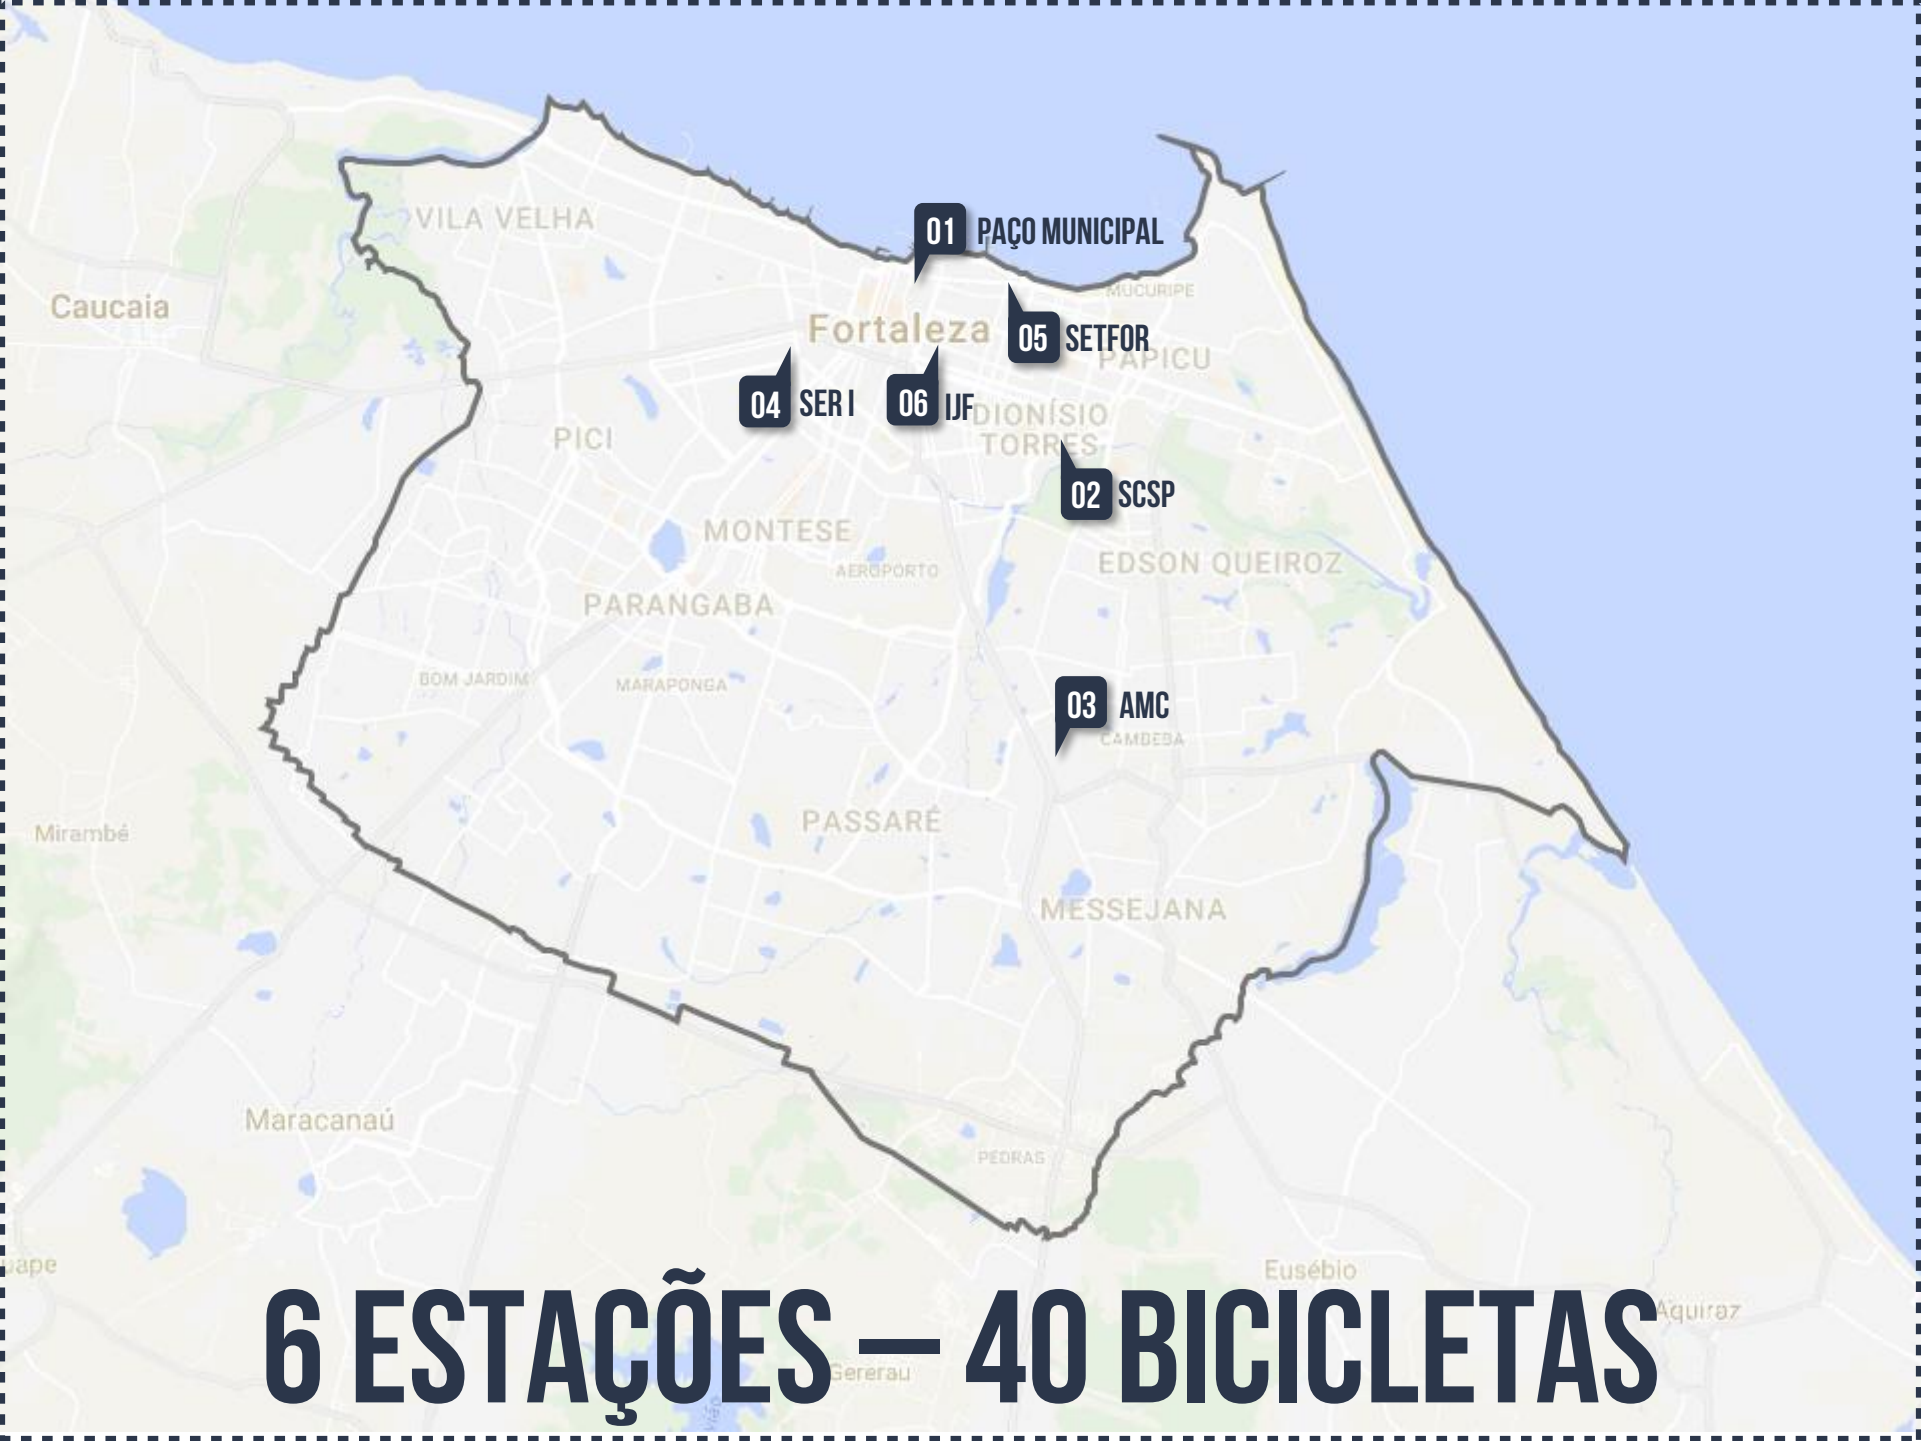 VILA VELHA
01 PAÇO MUNICIPAL
Caucaia
MUCURIPE
Fortaleza
05 SETFOR
PAPICU
04 SER I
06 IJF
DIONÍSIO
TORRES
PICI
02 SCSP
MONTESE
AEROPORTO
EDSON QUEIROZ
PARANGABA
BOM JARDIM
MARAPONGA
03 AMC
CAMBEBA
PASSARÉ
Mirambé
MESSEJANA
Maracanaú
PEDRAS
Eusébio
Aquiraz
6 ESTAÇÕES – 40 BICICLETAS
Gererau